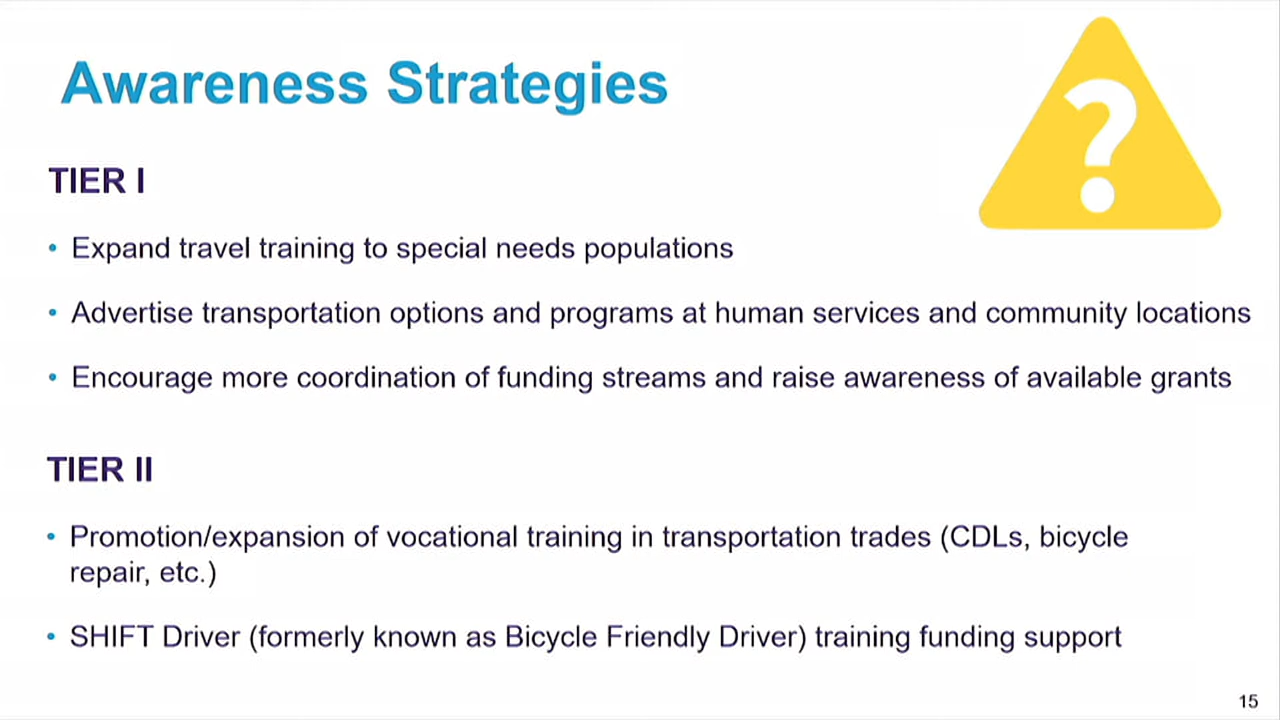 Awareness Strategies
?
TIER I
• Expand travel training to special needs populations
• Advertise transportation options and programs at human services and community locations
• Encourage more coordination of funding streams and raise awareness of available grants
TIER II
• Promotion/expansion of vocational training in transportation trades (CDLs, bicycle
repair, etc.)
• SHIFT Driver (formerly known as Bicycle Friendly Driver) training funding support
15